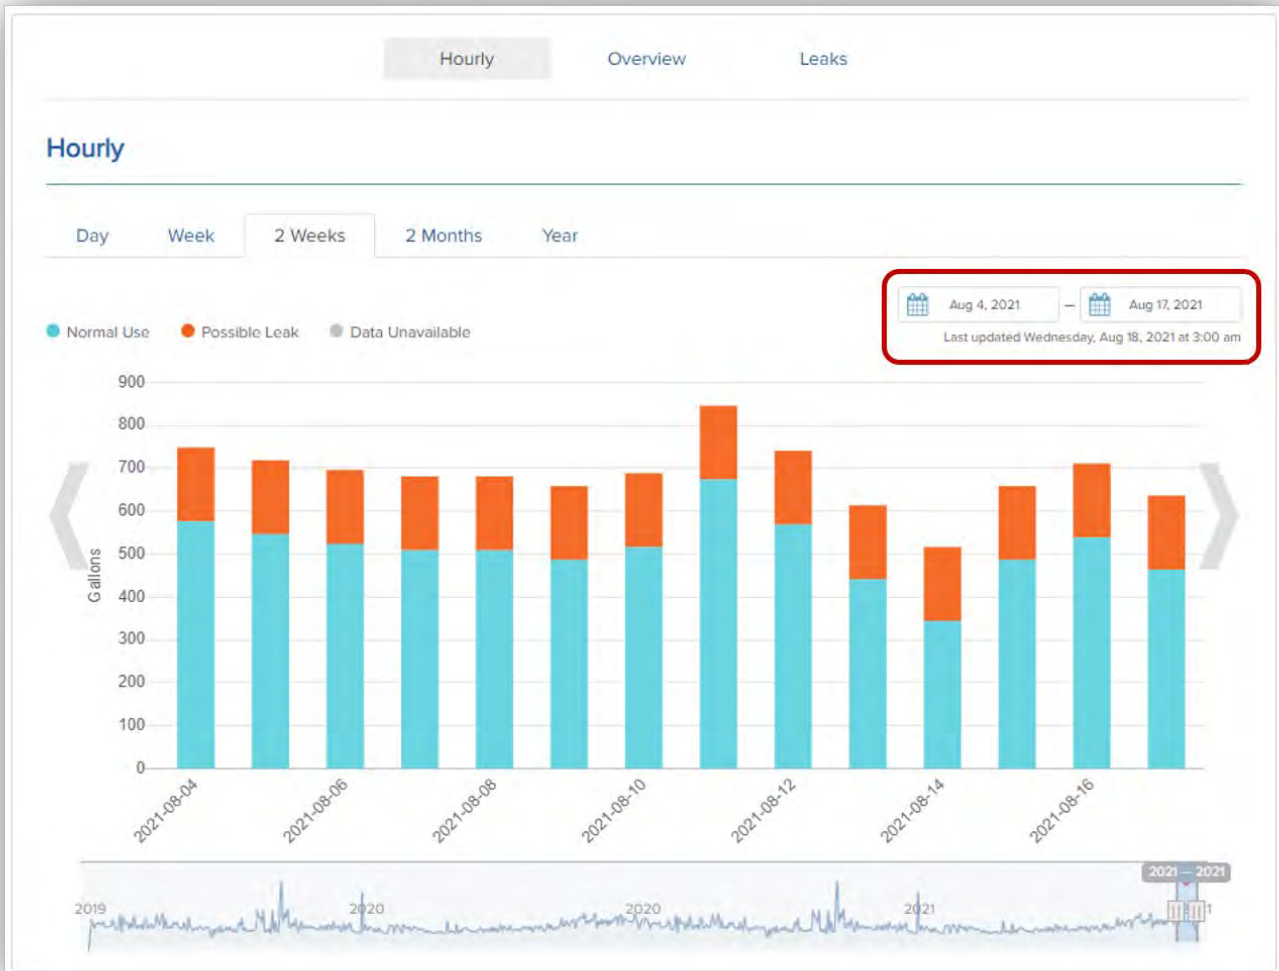 Hourly Overview Leaks
Hourly
Day Week 2 Weeks 2 Months Year
Aug 4, 2021 – Aug 17, 2021
Last updated Wednesday, Aug 18, 2021 at 3:00 am
Normal Use Possible Leak Data Unavailable
900
800
700
600
500
400
300
200
100
0
Gallons
2021-08-04 2021-08-06 2021-08-08 2021-08-10 2021-08-12 2021-08-14 2021-08-16
2021 — 2021
2019 2020 2020 2021